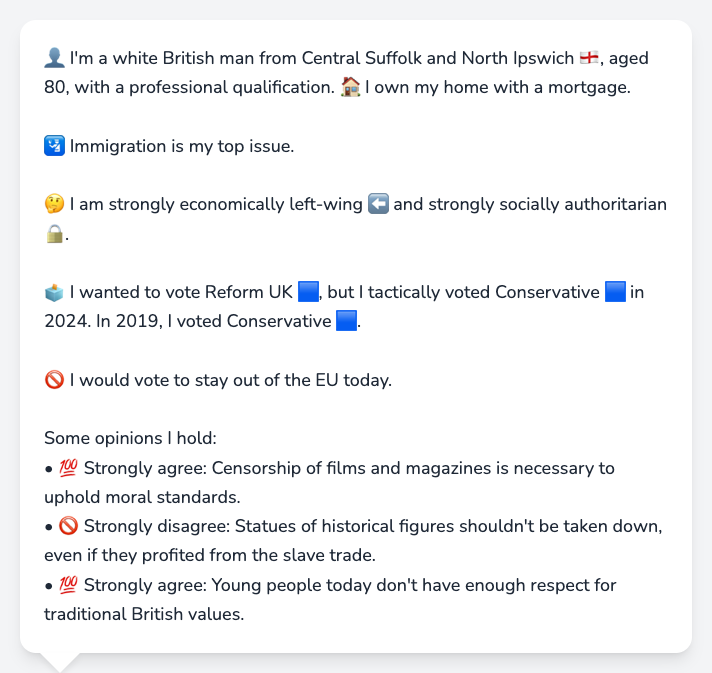 👤 I'm a white British man from Central Suffolk and North Ipswich 🏴󠁧󠁢󠁥󠁮󠁧󠁿, aged
80, with a professional qualification. 🏠 I own my home with a mortgage.
🛂 Immigration is my top issue.
🤔 I am strongly economically left-wing ⬅️ and strongly socially authoritarian
🔒.
🗳️ I wanted to vote Reform UK 🟦, but I tactically voted Conservative 🟦 in
2024. In 2019, I voted Conservative 🟦.
🚫 I would vote to stay out of the EU today.
Some opinions I hold:
• 💯 Strongly agree: Censorship of films and magazines is necessary to
uphold moral standards.
• 🚫 Strongly disagree: Statues of historical figures shouldn't be taken down,
even if they profited from the slave trade.
• 💯 Strongly agree: Young people today don't have enough respect for
traditional British values.